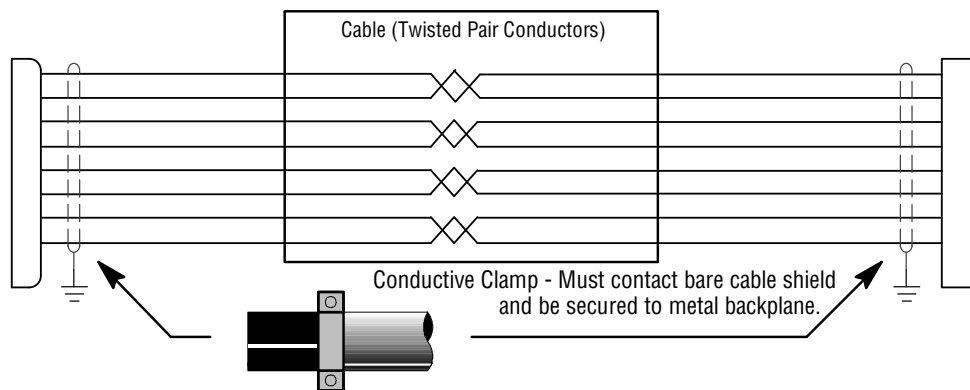 Cable (Twisted Pair Conductors)
Conductive Clamp - Must contact bare cable shield
and be secured to metal backplane.